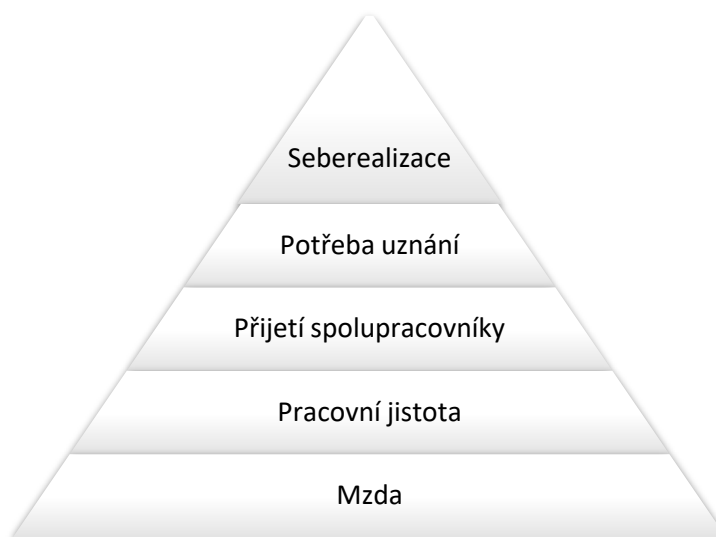 Seberealizace
Potřeba uznání
Přijetí spolupracovníky
Pracovní jistota
Mzda